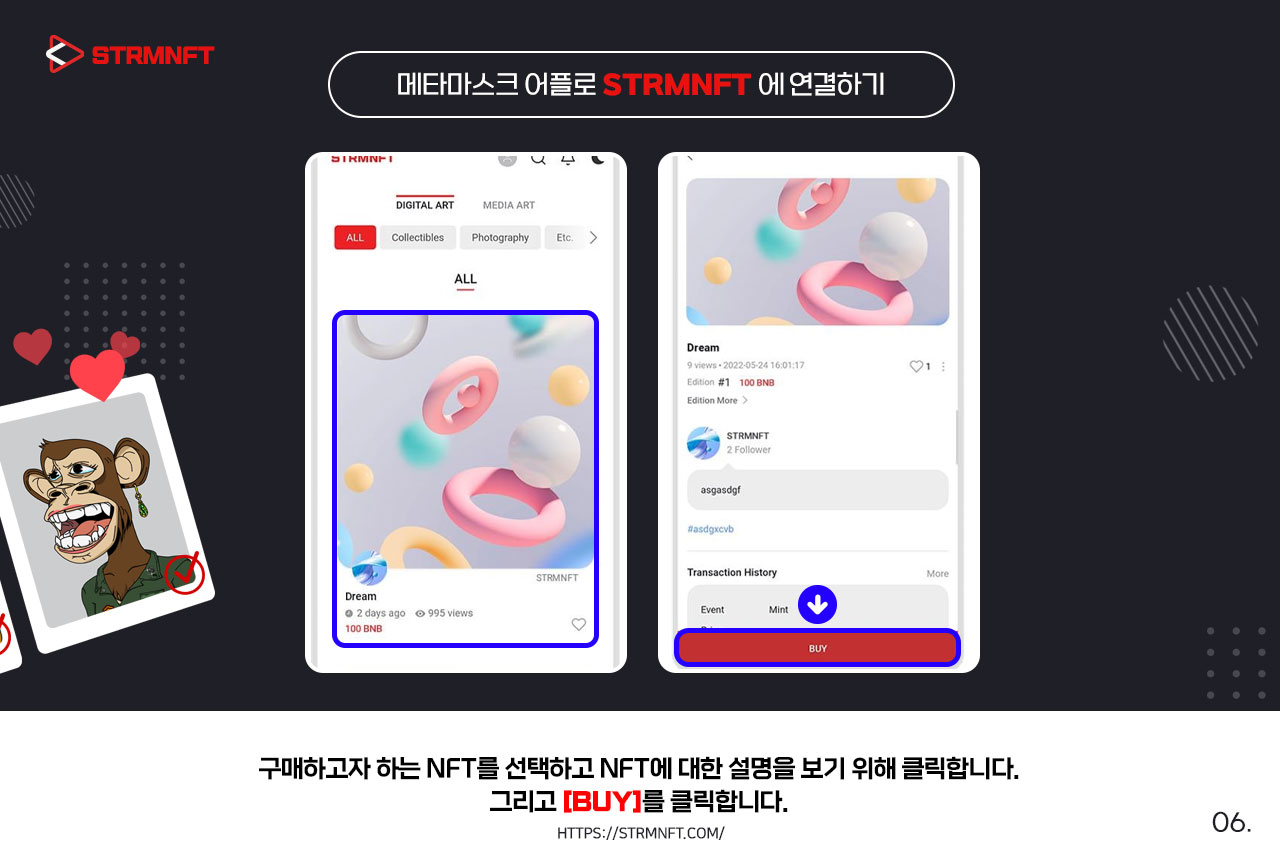 STRMNFT
메타마스크 어플로 STRMNFT 에 연결하기
STRMNFT
DIGITAL ART MEDIA ART
ALL Collectibles Photography Etc.
ALL
STRMNFT
Dream
2 days ago 995 views
100 BNB
Dream
9 views • 2022-05-24 16:01:17
1
Edition #1 100 BNB
Edition More >
STRMNFT
2 Follower
asgasdgf
#asdgxcvb
Transaction History More
Event Mint
BUY
구매하고자 하는 NFT를 선택하고 NFT에 대한 설명을 보기 위해 클릭합니다.
그리고 [BUY]를 클릭합니다.
HTTPS://STRMNFT.COM/
06.